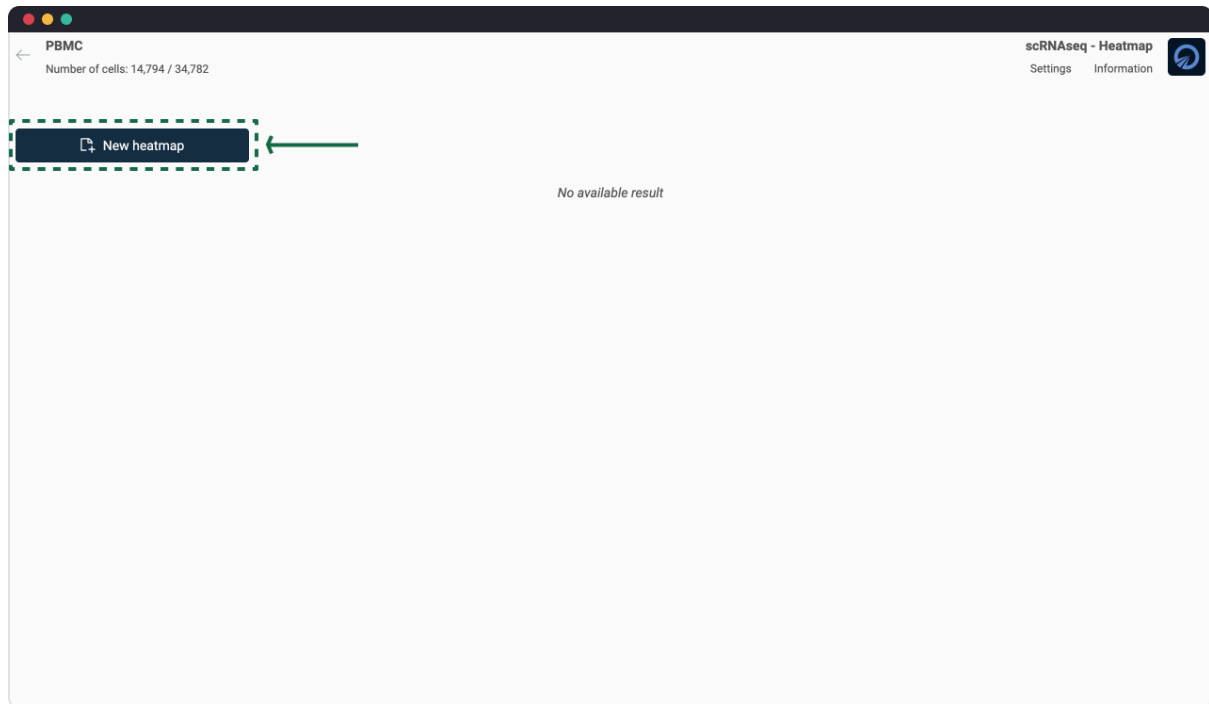 PBMC
Number of cells: 14,794 / 34,782
scRNAseq - Heatmap
Settings Information
New heatmap
No available result